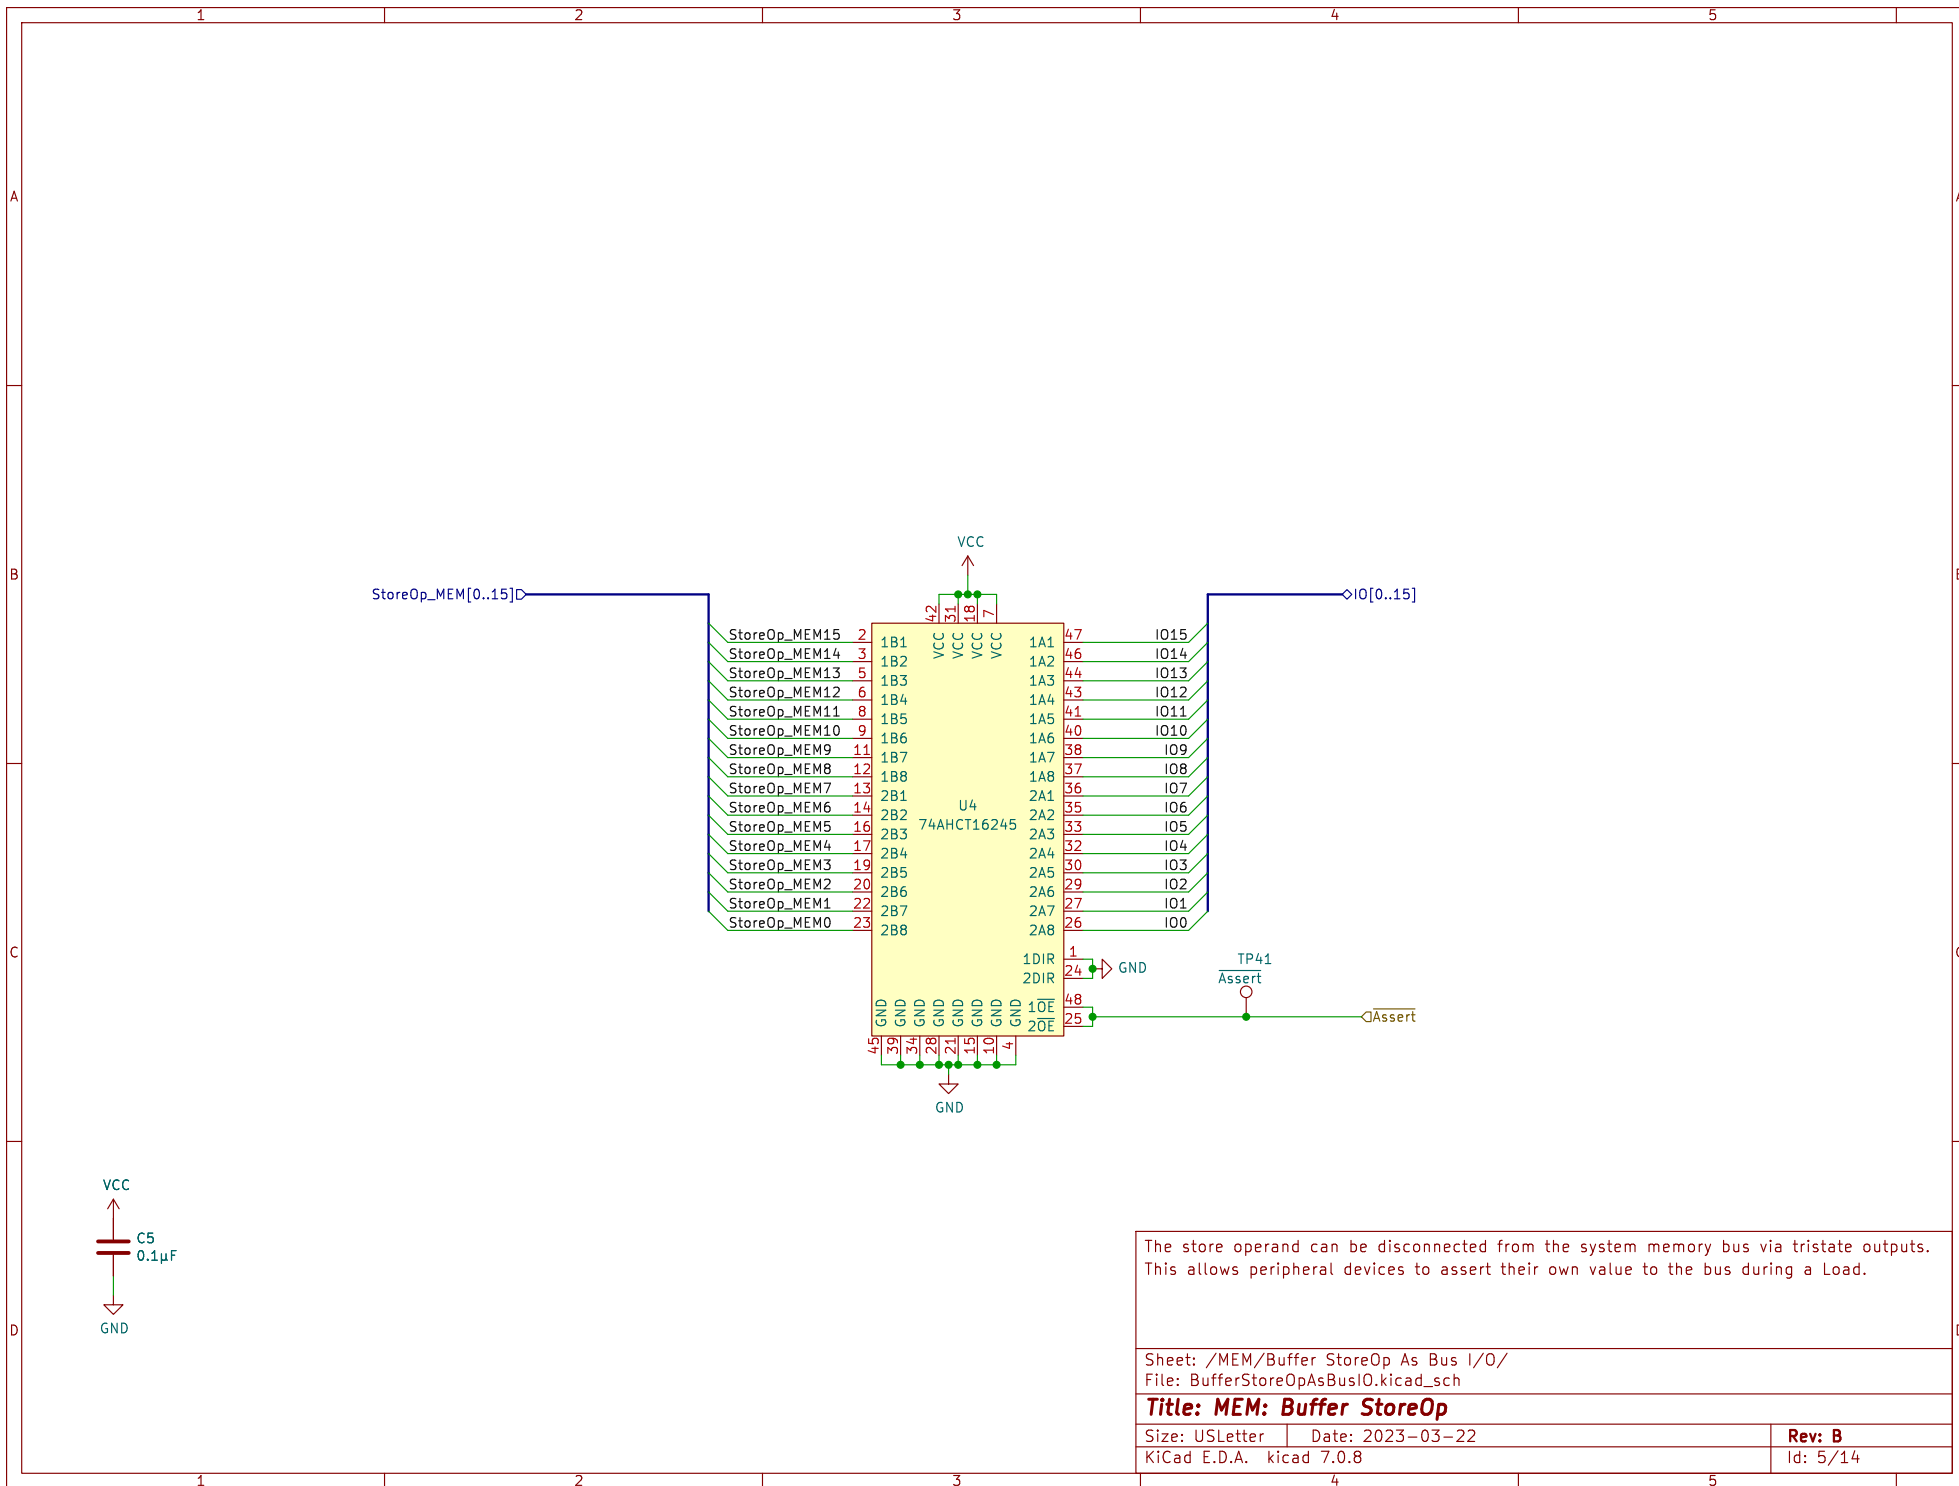 1 2 3 4 5
A A
B B
C C
D D
VCC
StoreOp_MEM[0..15]
IO[0..15]
42 31 18 7
VCC VCC VCC VCC
StoreOp_MEM15 2 1B1 1A1 47 IO15
StoreOp_MEM14 3 1B2 1A2 46 IO14
StoreOp_MEM13 5 1B3 1A3 44 IO13
StoreOp_MEM12 6 1B4 1A4 43 IO12
StoreOp_MEM11 8 1B5 1A5 41 IO11
StoreOp_MEM10 9 1B6 1A6 40 IO10
StoreOp_MEM9 11 1B7 1A7 38 IO9
StoreOp_MEM8 12 1B8 1A8 37 IO8
StoreOp_MEM7 13 2B1 2A1 36 IO7
StoreOp_MEM6 14 2B2 2A2 35 IO6
StoreOp_MEM5 16 2B3 2A3 33 IO5
StoreOp_MEM4 17 2B4 2A4 32 IO4
StoreOp_MEM3 19 2B5 2A5 30 IO3
StoreOp_MEM2 20 2B6 2A6 29 IO2
StoreOp_MEM1 22 2B7 2A7 27 IO1
StoreOp_MEM0 23 2B8 2A8 26 IO0
U4
74AHCT16245
1DIR 1
2DIR 24
GND
TP41
Assert
1OE 48
2OE 25
Assert
GND GND GND GND GND GND GND GND
45 39 34 28 21 15 10 4
GND
VCC
C5
0.1µF
GND
The store operand can be disconnected from the system memory bus via tristate outputs.
This allows peripheral devices to assert their own value to the bus during a Load.
Sheet: /MEM/Buffer StoreOp As Bus I/O/
File: BufferStoreOpAsBusIO.kicad_sch
Title: MEM: Buffer StoreOp
Size: USLetter Date: 2023-03-22 Rev: B
KiCad E.D.A. kicad 7.0.8 Id: 5/14
1 2 3 4 5